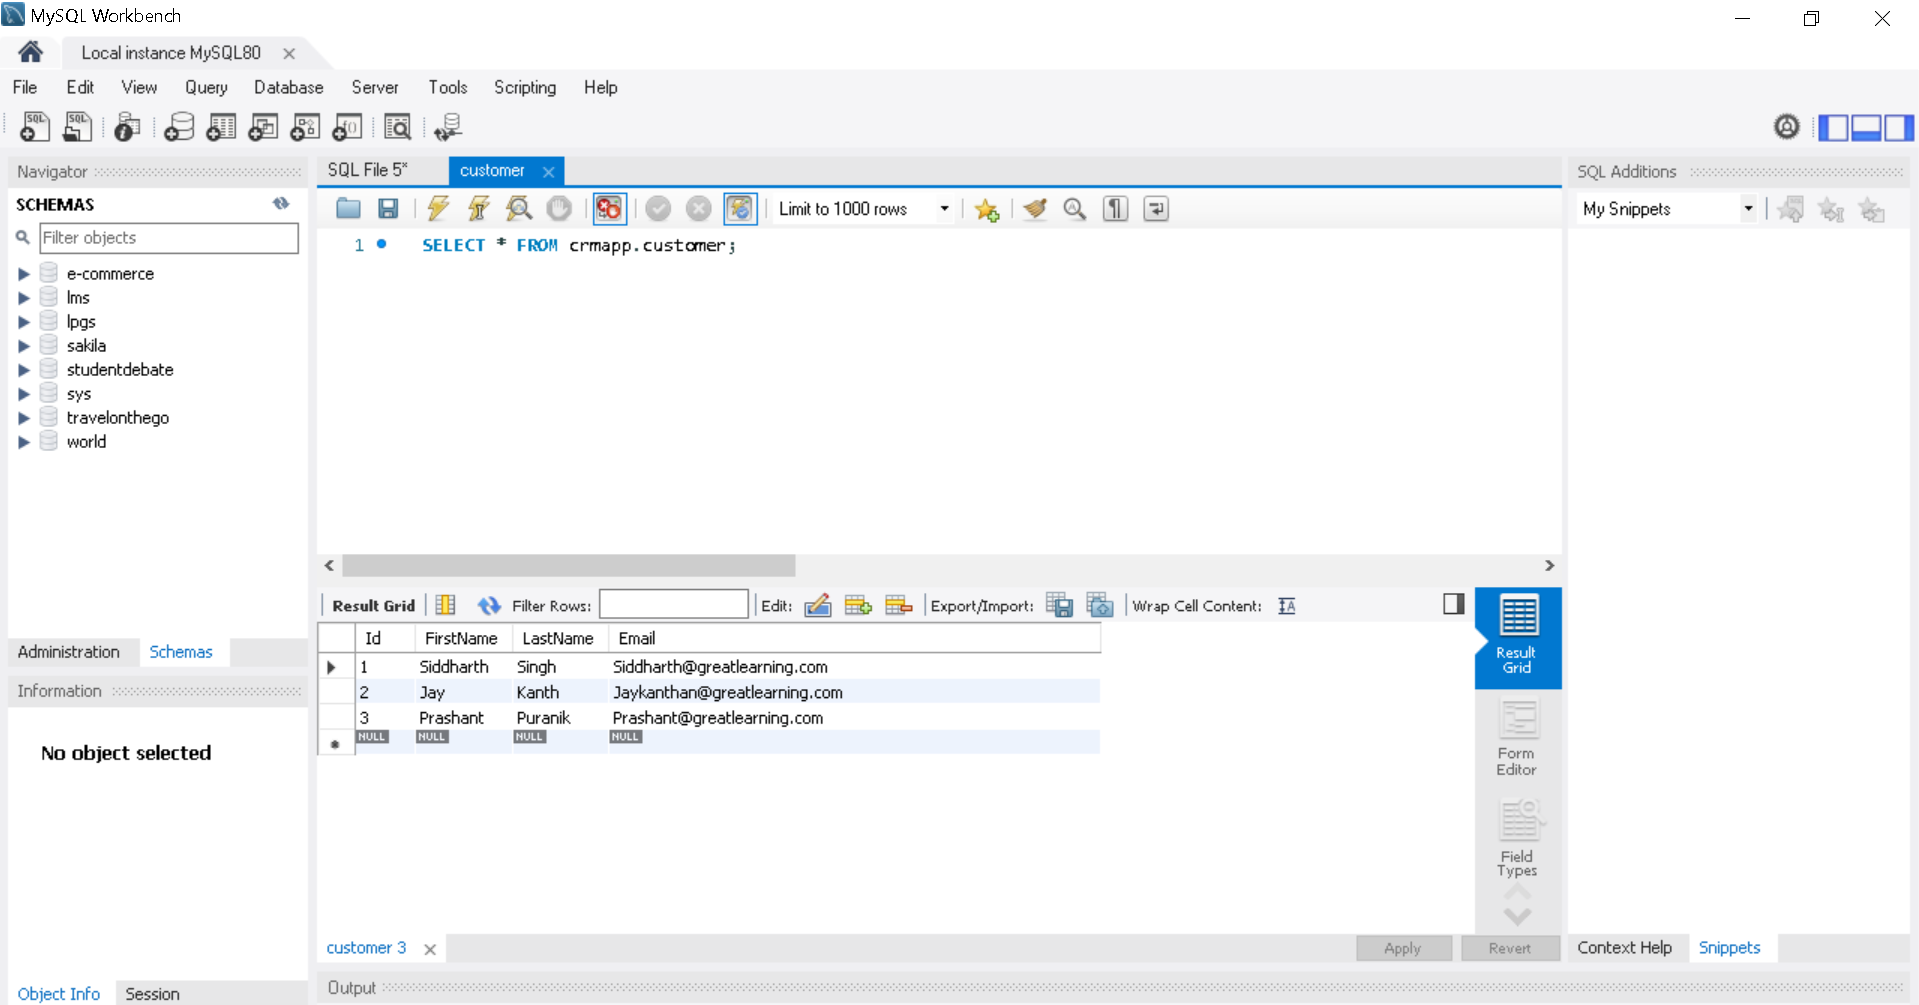 MySQL Workbench
Local instance MySQL80
File Edit View Query Database Server Tools Scripting Help
Navigator
SCHEMAS
Filter objects
e-commerce
lms
lpgs
sakila
studentdebate
sys
travelonthego
world
Administration Schemas
Information
No object selected
Object Info Session
SQL File 5* customer
Limit to 1000 rows
1 SELECT * FROM crmapp.customer;
Result Grid Filter Rows: Edit: Export/Import: Wrap Cell Content:
Id FirstName LastName Email
1 Siddharth Singh Siddharth@greatlearning.com
2 Jay Kanth Jaykanthan@greatlearning.com
3 Prashant Puranik Prashant@greatlearning.com
NULL NULL NULL NULL
Result
Grid
Form
Editor
Field
Types
customer 3 Apply Revert
Output
SQL Additions
My Snippets
Context Help Snippets